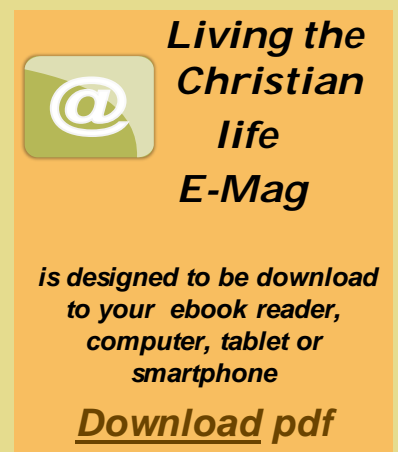 Living the
Christian
@
life
E-Mag
is designed to be download
to your ebook reader,
computer, tablet or
smartphone
Download pdf